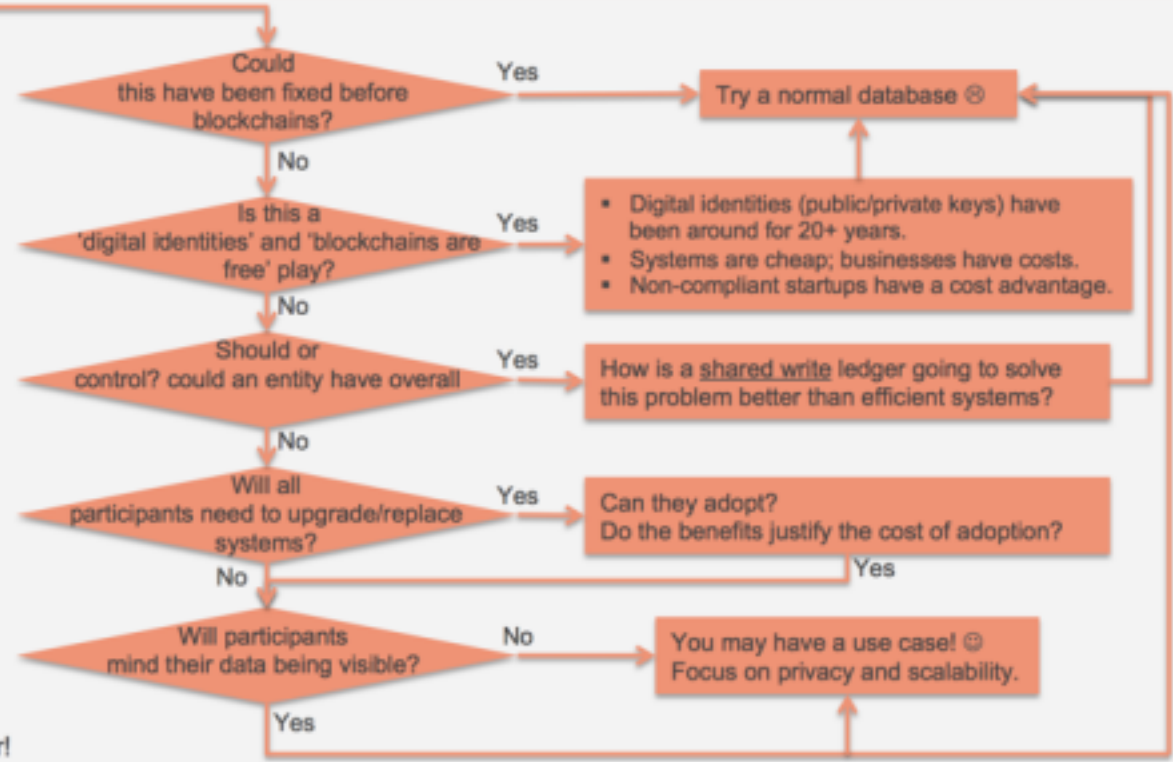 Could
this have been fixed before
blockchains?
Yes
Try a normal database ☹
No
Is this a
'digital identities' and 'blockchains are
free' play?
Yes
▪ Digital identities (public/private keys) have
been around for 20+ years.
▪ Systems are cheap; businesses have costs.
▪ Non-compliant startups have a cost advantage.
No
Should or
control? could an entity have overall
Yes
How is a shared write ledger going to solve
this problem better than efficient systems?
No
Will all
participants need to upgrade/replace
systems?
Yes
Can they adopt?
Do the benefits justify the cost of adoption?
No
Yes
Will participants
mind their data being visible?
No
You may have a use case! ☺
Focus on privacy and scalability.
Yes